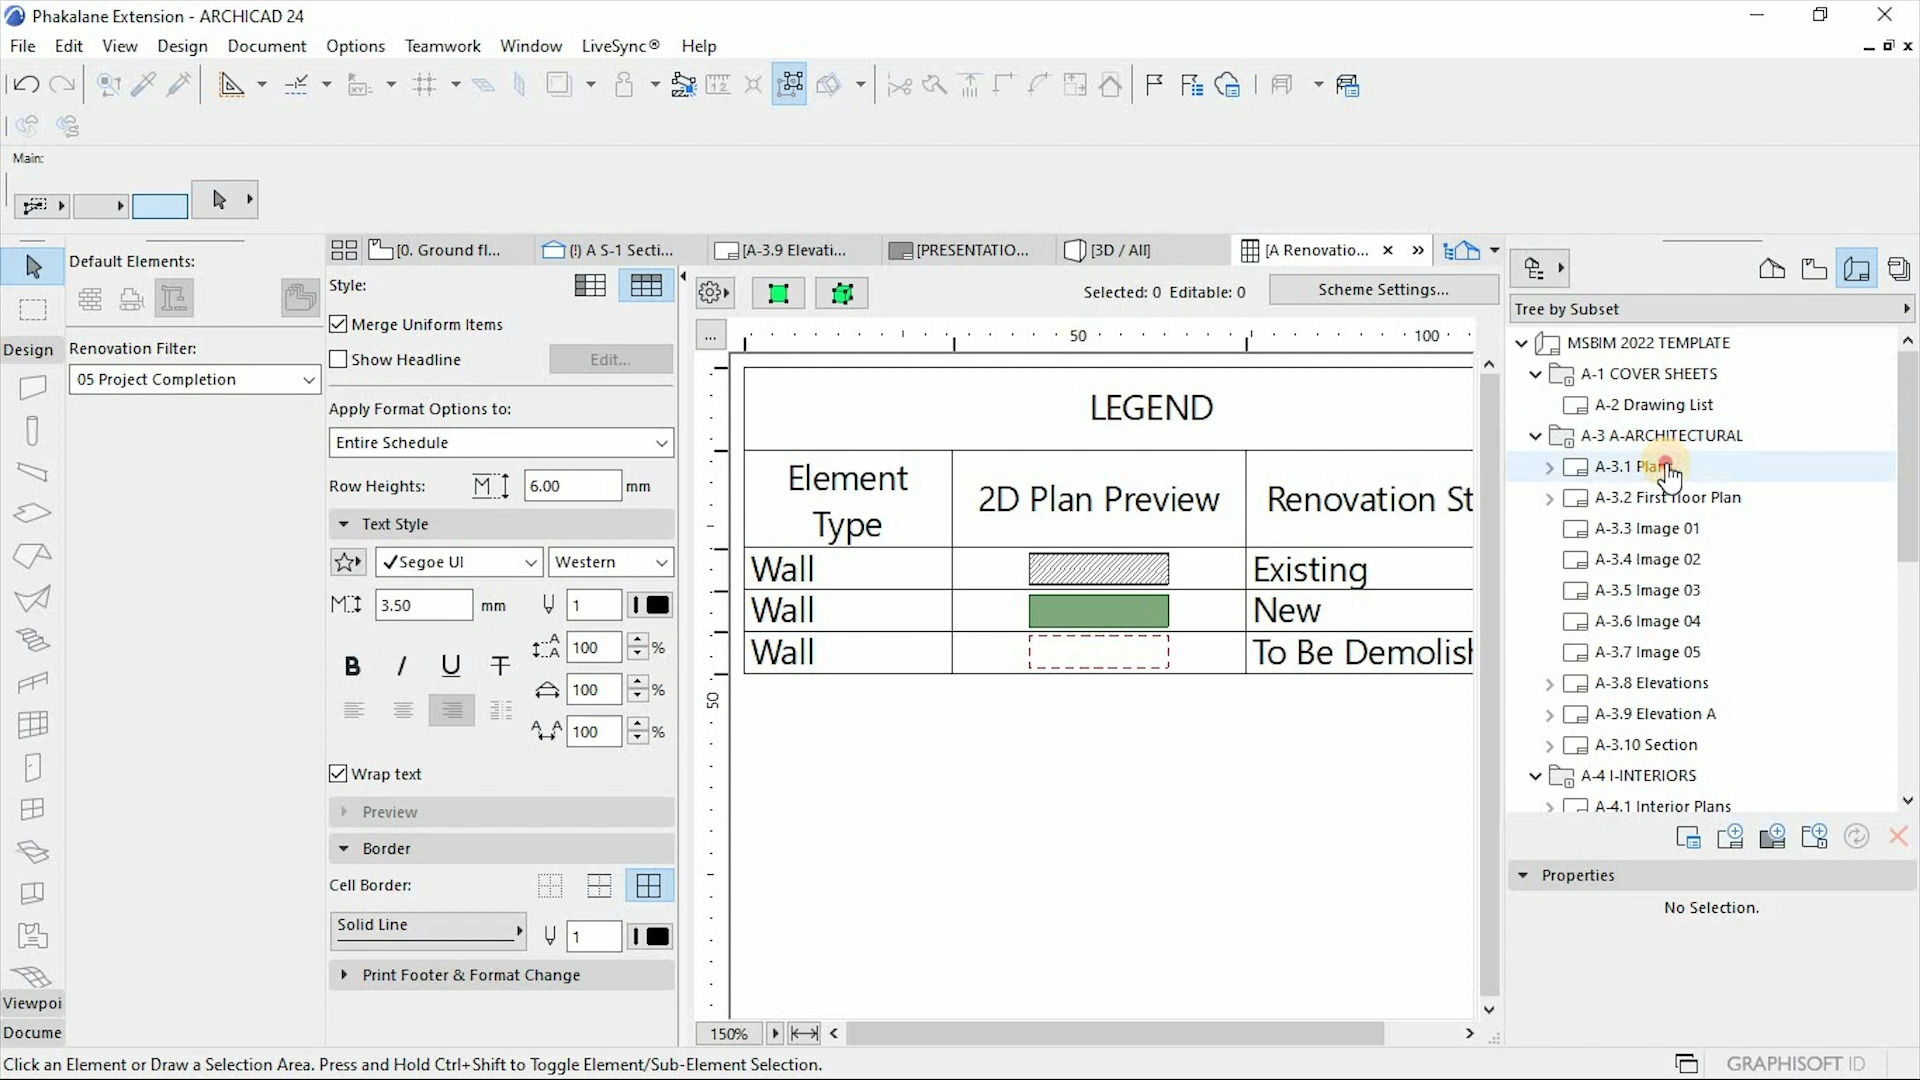 Phakalane Extension - ARCHICAD 24
File Edit View Design Document Options Teamwork Window LiveSync® Help
Main:
Default Elements:
Renovation Filter:
05 Project Completion
Design
Viewpoi
Docume
[0. Ground fl...
(!) A S-1 Secti...
[A-3.9 Elevati...
[PRESENTATIO...
[3D / All]
[A Renovatio...
Style:
Merge Uniform Items
Show Headline
Edit...
Apply Format Options to:
Entire Schedule
Row Heights:
6.00 mm
Text Style
Segoe UI
Western
3.50 mm
1
100 %
B I U T
100 %
100 %
Wrap text
Preview
Border
Cell Border:
Solid Line
1
Print Footer & Format Change
Selected: 0 Editable: 0
Scheme Settings...
...
50
100
50
LEGEND
Element Type
2D Plan Preview
Renovation St
Wall
Existing
Wall
New
Wall
To Be Demolish
150%
Tree by Subset
MSBIM 2022 TEMPLATE
A-1 COVER SHEETS
A-2 Drawing List
A-3 A-ARCHITECTURAL
A-3.1 Plan
A-3.2 First floor Plan
A-3.3 Image 01
A-3.4 Image 02
A-3.5 Image 03
A-3.6 Image 04
A-3.7 Image 05
A-3.8 Elevations
A-3.9 Elevation A
A-3.10 Section
A-4 I-INTERIORS
A-4.1 Interior Plans
Properties
No Selection.
Click an Element or Draw a Selection Area. Press and Hold Ctrl+Shift to Toggle Element/Sub-Element Selection.
GRAPHISOFT ID